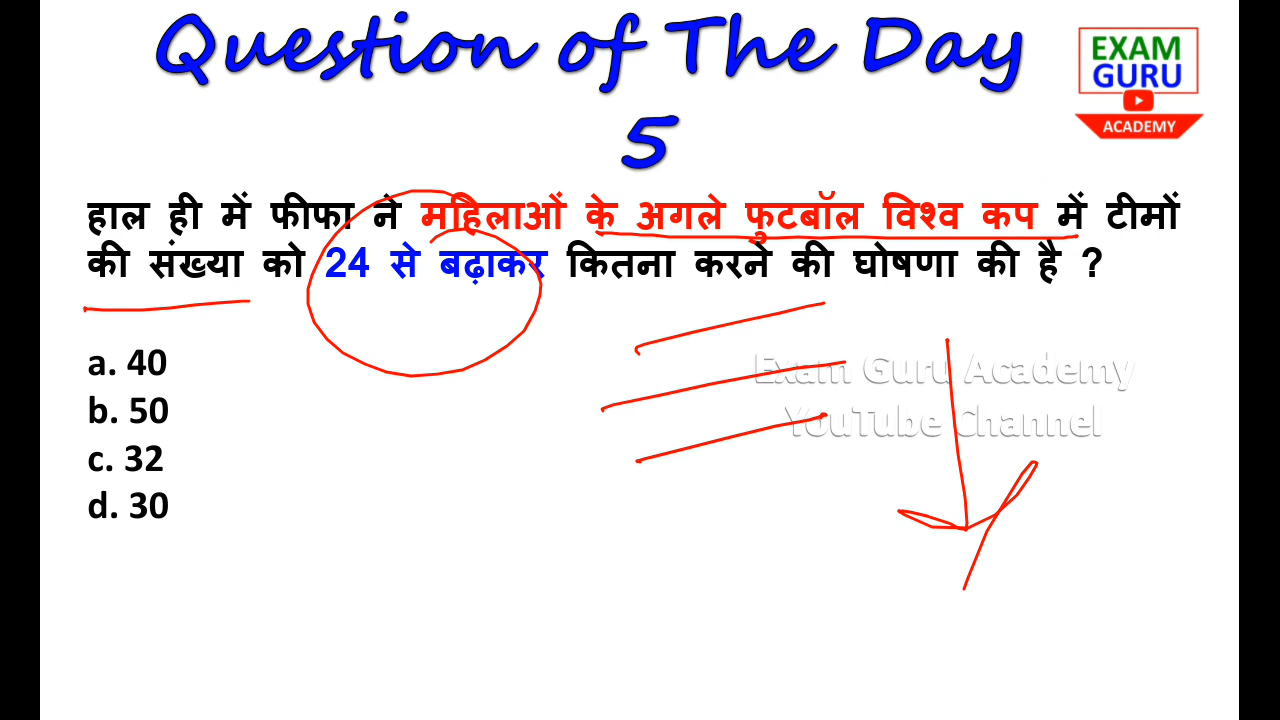 Question of The Day
5
EXAM
GURU
ACADEMY
हाल ही में फीफा ने महिलाओं के अगले फुटबॉल विश्व कप में टीमों
की संख्या को 24 से बढ़ाकर कितना करने की घोषणा की है ?
a. 40
b. 50
c. 32
d. 30
Exam Guru Academy
YouTube Channel